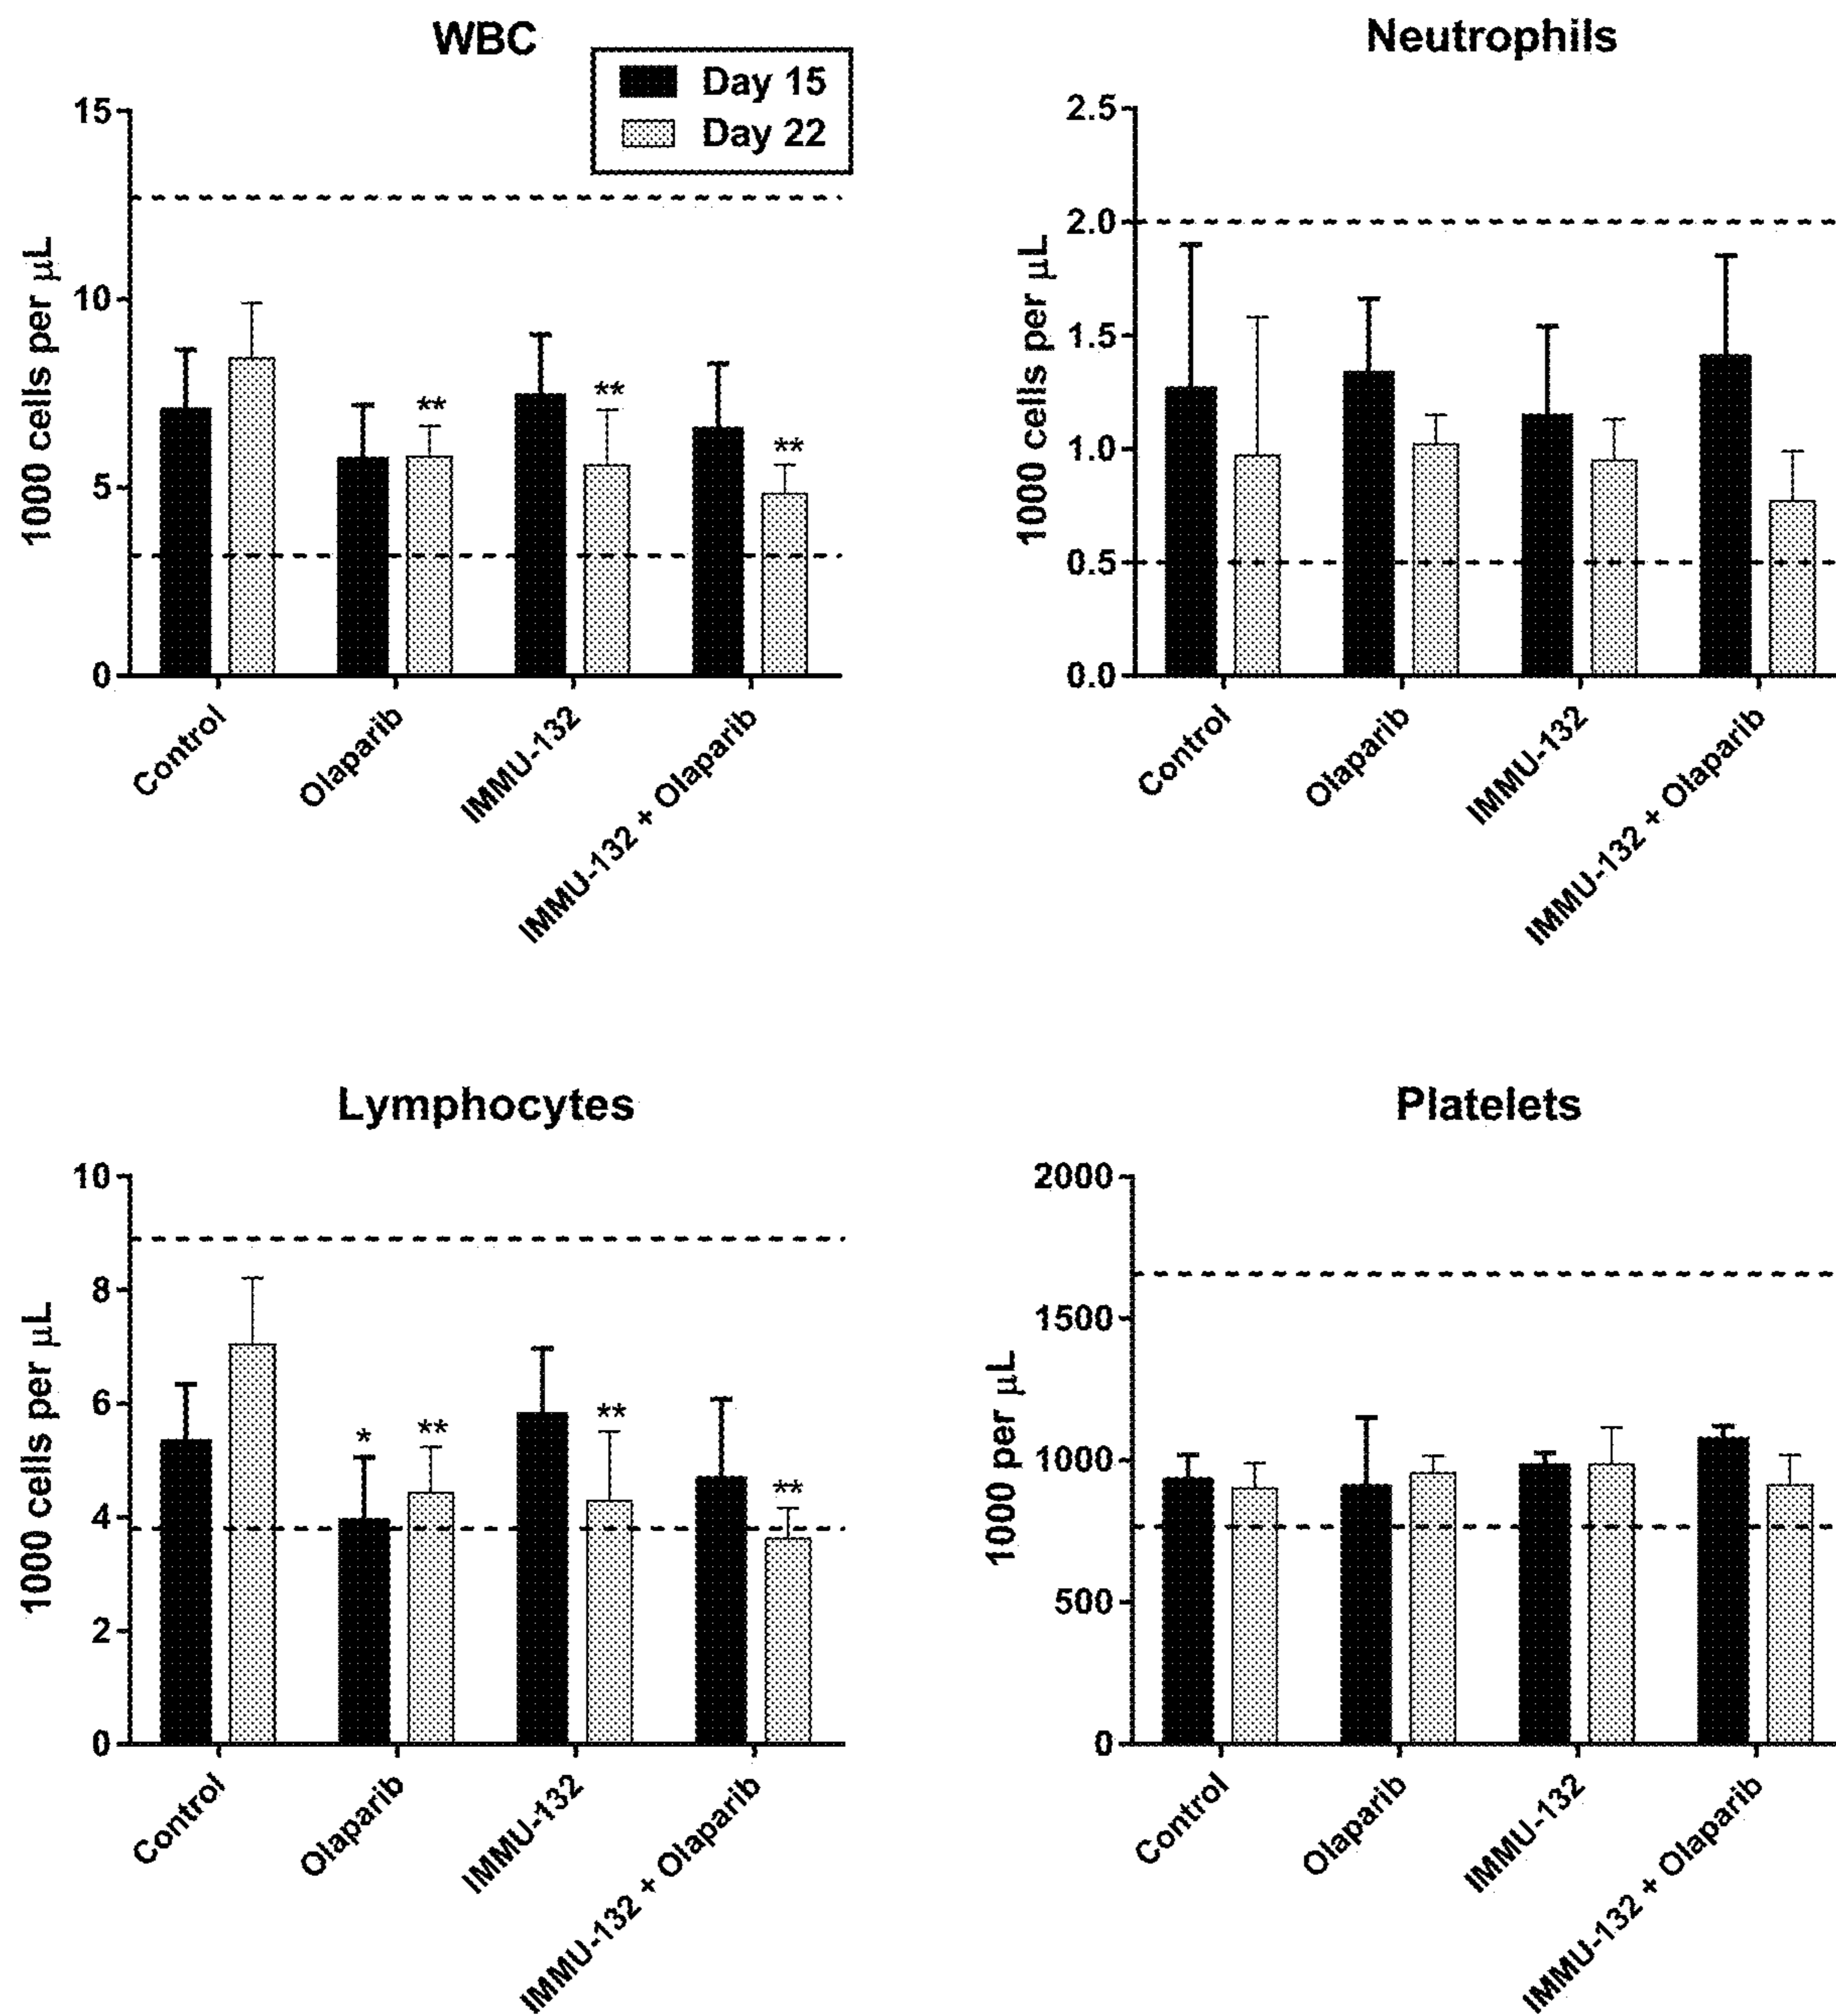 WBC
Day 15
Day 22
15
10
5
0
1000 cells per μL
**
**
**
Control
Olaparib
IMMU-132
IMMU-132 + Olaparib
Neutrophils
2.5
2.0
1.5
1.0
0.5
0.0
1000 cells per μL
Control
Olaparib
IMMU-132
IMMU-132 + Olaparib
Lymphocytes
10
8
6
4
2
0
1000 cells per μL
*
**
**
**
Control
Olaparib
IMMU-132
IMMU-132 + Olaparib
Platelets
2000
1500
1000
500
0
1000 per μL
Control
Olaparib
IMMU-132
IMMU-132 + Olaparib